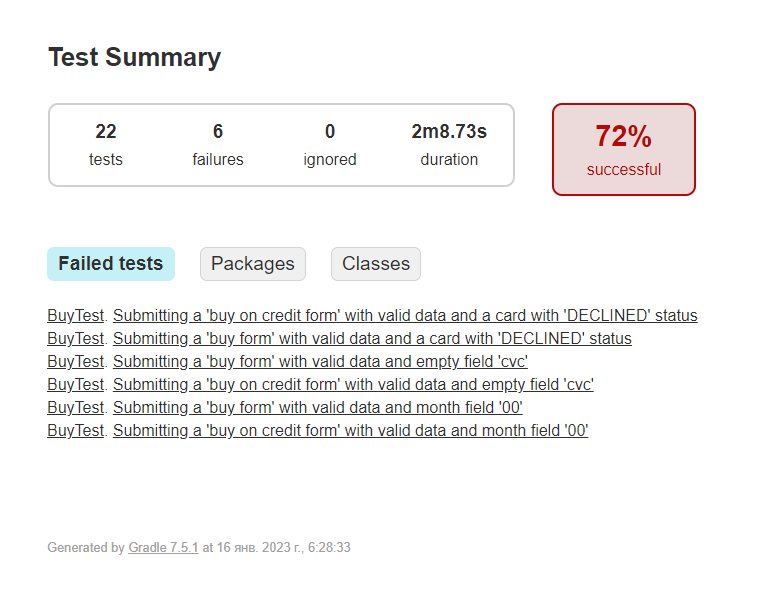 Test Summary
22 6 0 2m8.73s
tests failures ignored duration
72%
successful
Failed tests Packages Classes
BuyTest. Submitting a 'buy on credit form' with valid data and a card with 'DECLINED' status
BuyTest. Submitting a 'buy form' with valid data and a card with 'DECLINED' status
BuyTest. Submitting a 'buy form' with valid data and empty field 'cvc'
BuyTest. Submitting a 'buy on credit form' with valid data and empty field 'cvc'
BuyTest. Submitting a 'buy form' with valid data and month field '00'
BuyTest. Submitting a 'buy on credit form' with valid data and month field '00'
Generated by Gradle 7.5.1 at 16 янв. 2023 г., 6:28:33